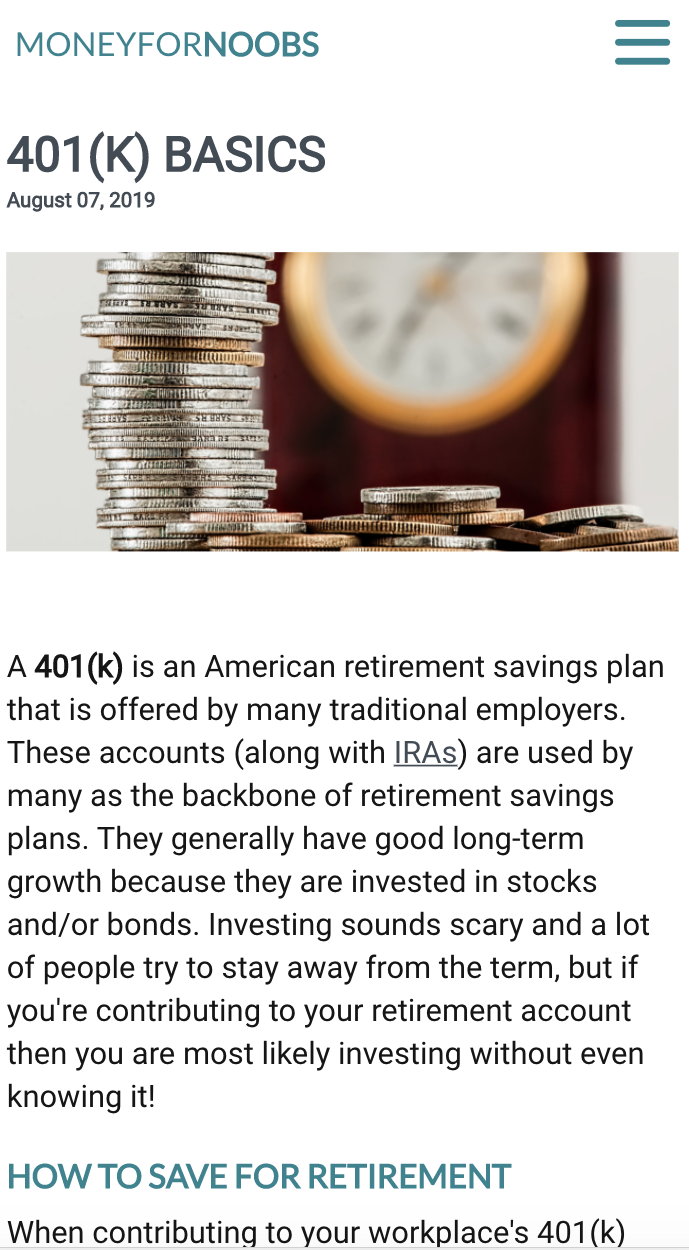 MONEYFORNOOBS
401(K) BASICS
August 07, 2019
A 401(k) is an American retirement savings plan
that is offered by many traditional employers.
These accounts (along with IRAs) are used by
many as the backbone of retirement savings
plans. They generally have good long-term
growth because they are invested in stocks
and/or bonds. Investing sounds scary and a lot
of people try to stay away from the term, but if
you're contributing to your retirement account
then you are most likely investing without even
knowing it!
HOW TO SAVE FOR RETIREMENT
When contributing to your workplace's 401(k)